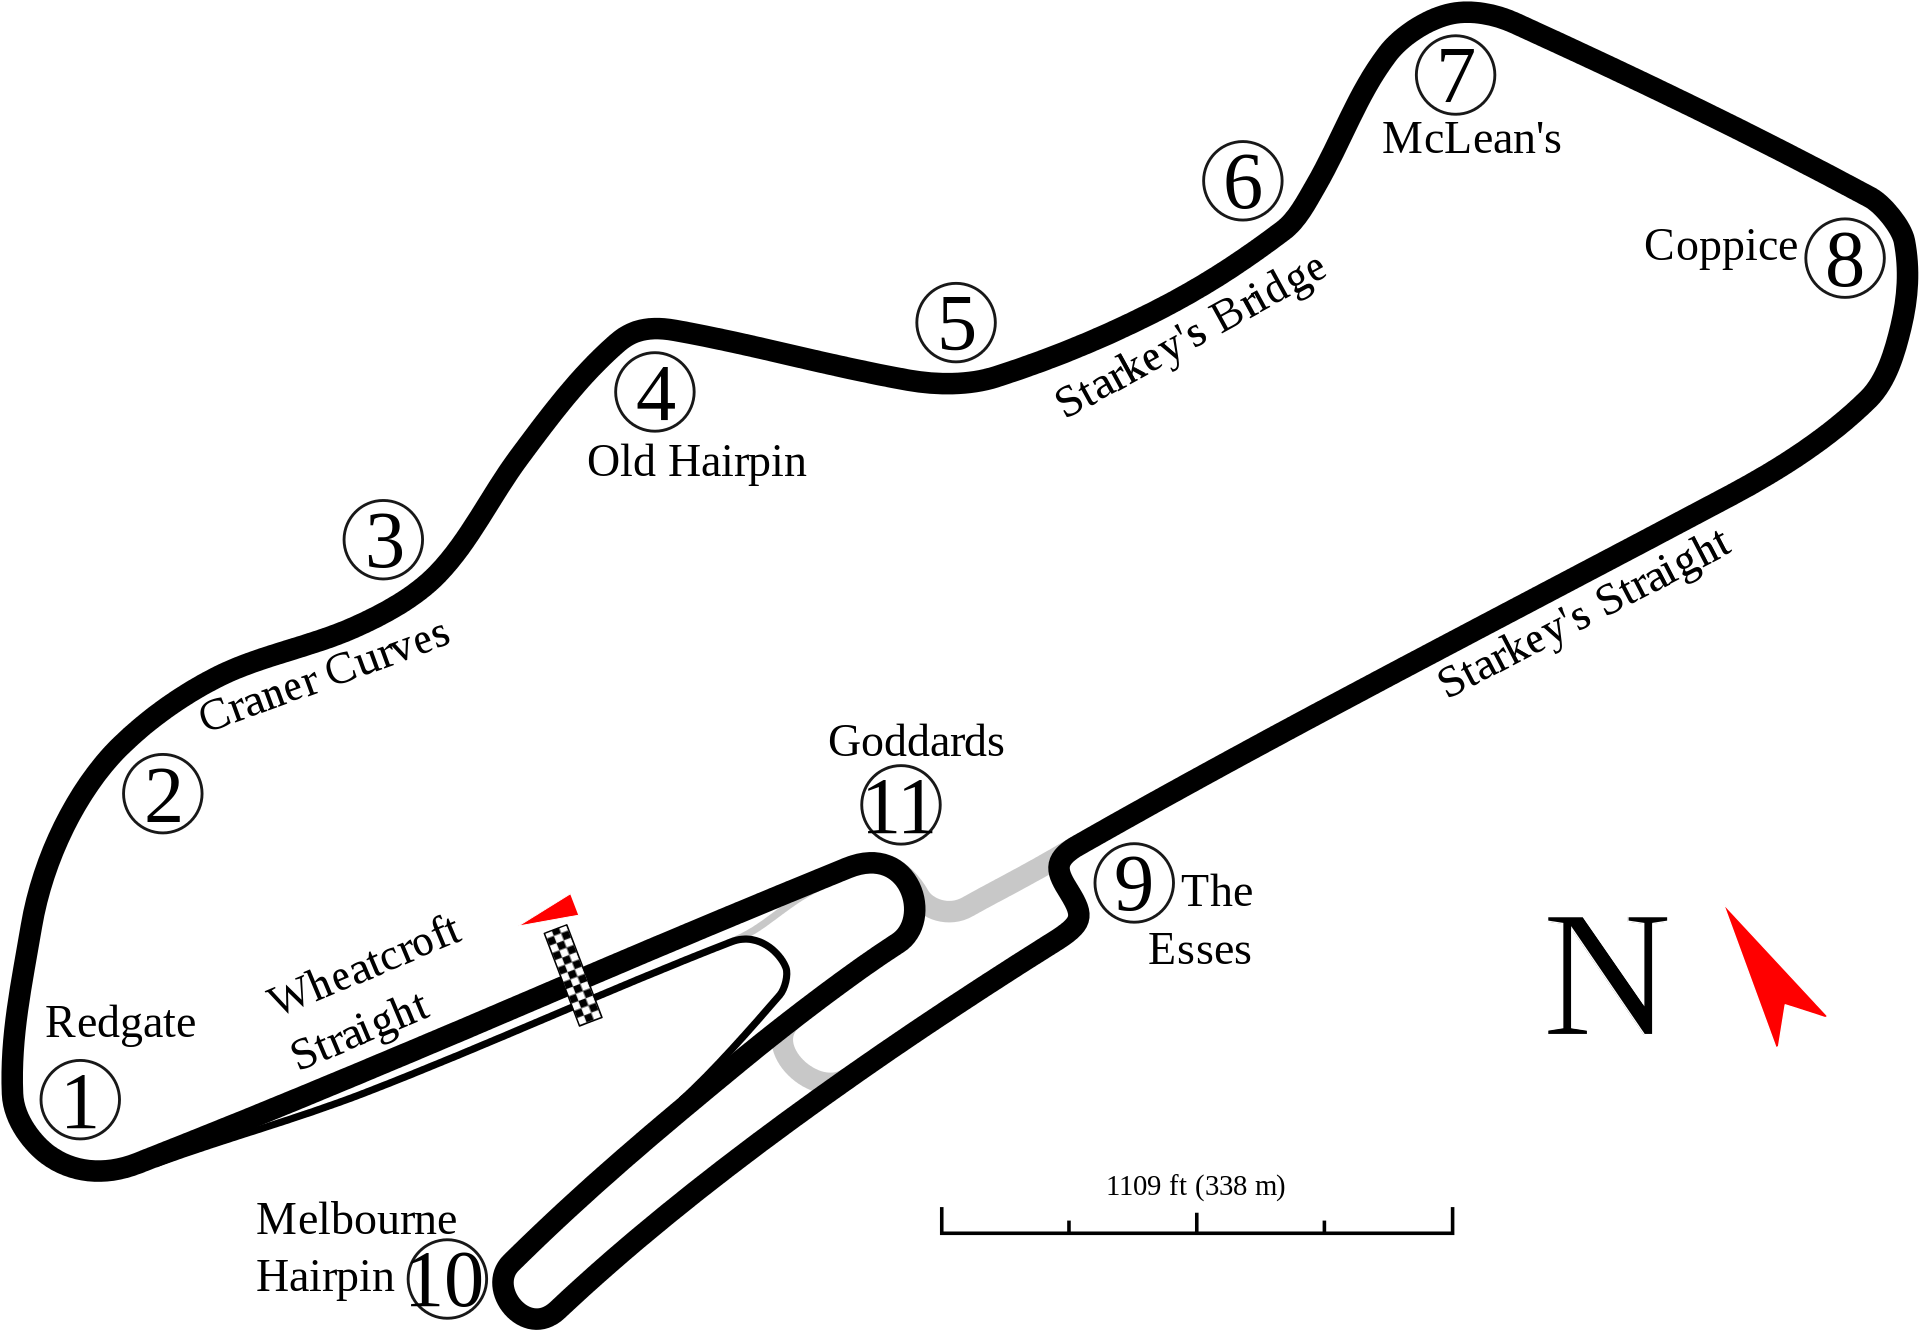 7
McLean's
6
Coppice
8
5
Starkey's Bridge
4
Old Hairpin
3
Craner Curves
Starkey's Straight
2
Goddards
11
9
The
Esses
N
Wheatcroft
Straight
Redgate
1
1109 ft (338 m)
Melbourne
Hairpin
10